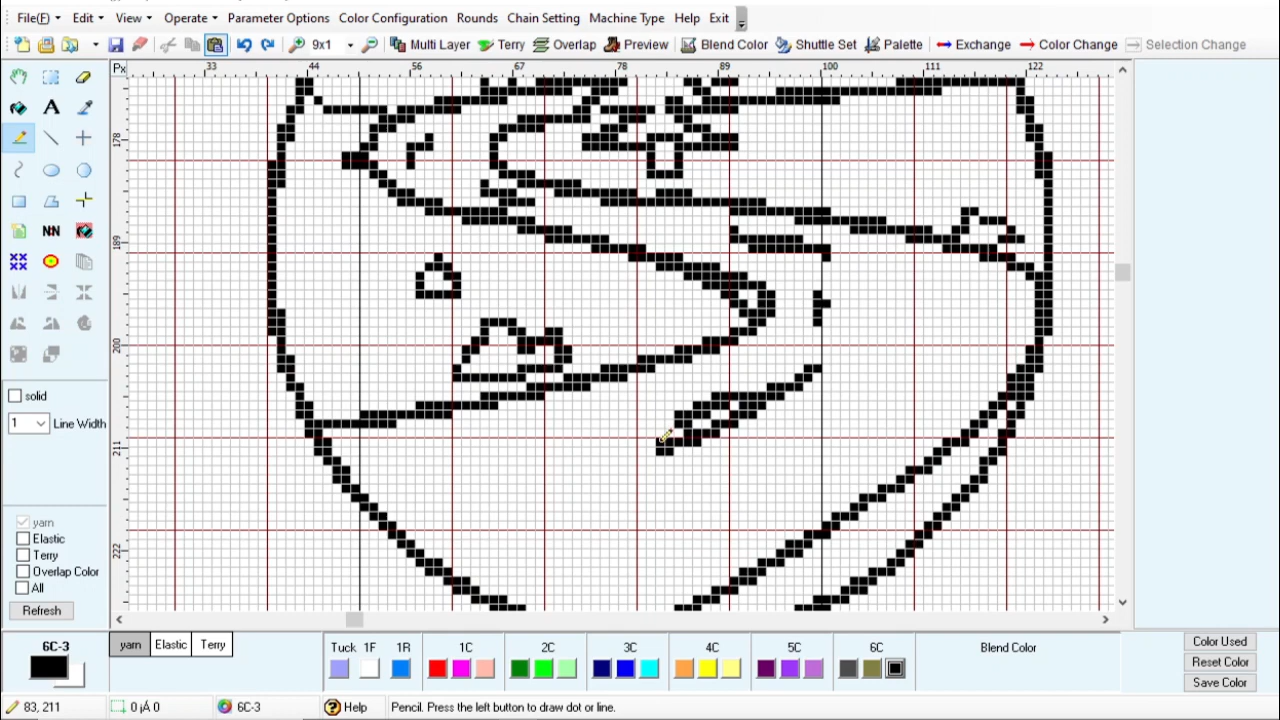 File(F) Edit View Operate Parameter Options Color Configuration Rounds Chain Setting Machine Type Help Exit
9x1 Multi Layer Terry Overlap Preview Blend Color Shuttle Set Palette Exchange Color Change Selection Change
Px 33 44 56 67 78 89 100 111 122
178
189
200
211
222
A
NN
solid
1 Line Width
yarn
Elastic
Terry
Overlap Color
All
Refresh
6C-3 yarn Elastic Terry Tuck 1F 1R 1C 2C 3C 4C 5C 6C Blend Color
Color Used
Reset Color
Save Color
83, 211 0 ¡Á 0 6C-3 Help Pencil. Press the left button to draw dot or line.